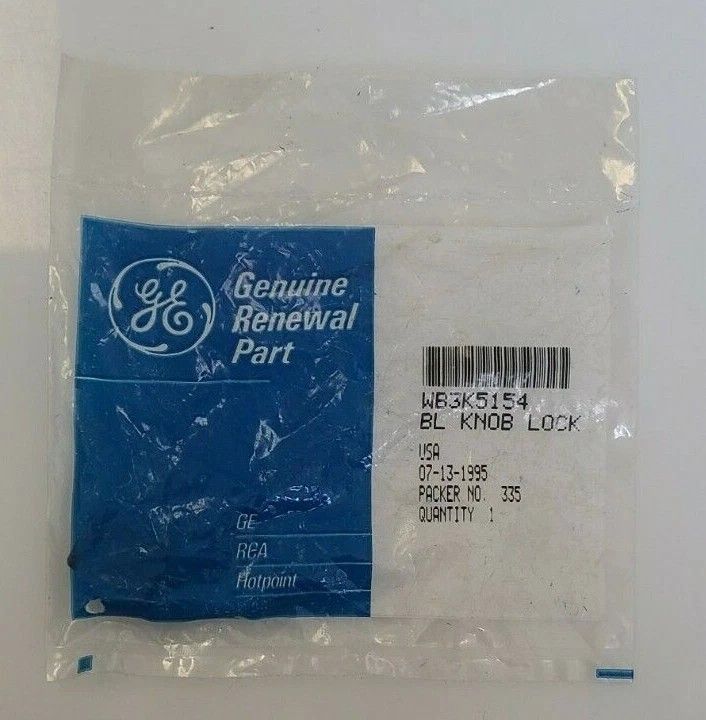 GE
Genuine
Renewal
Part
WB3K5154
BL KNOB LOCK
USA
07-13-1995
PACKER NO. 335
QUANTITY 1
GE
RCA
Hotpoint